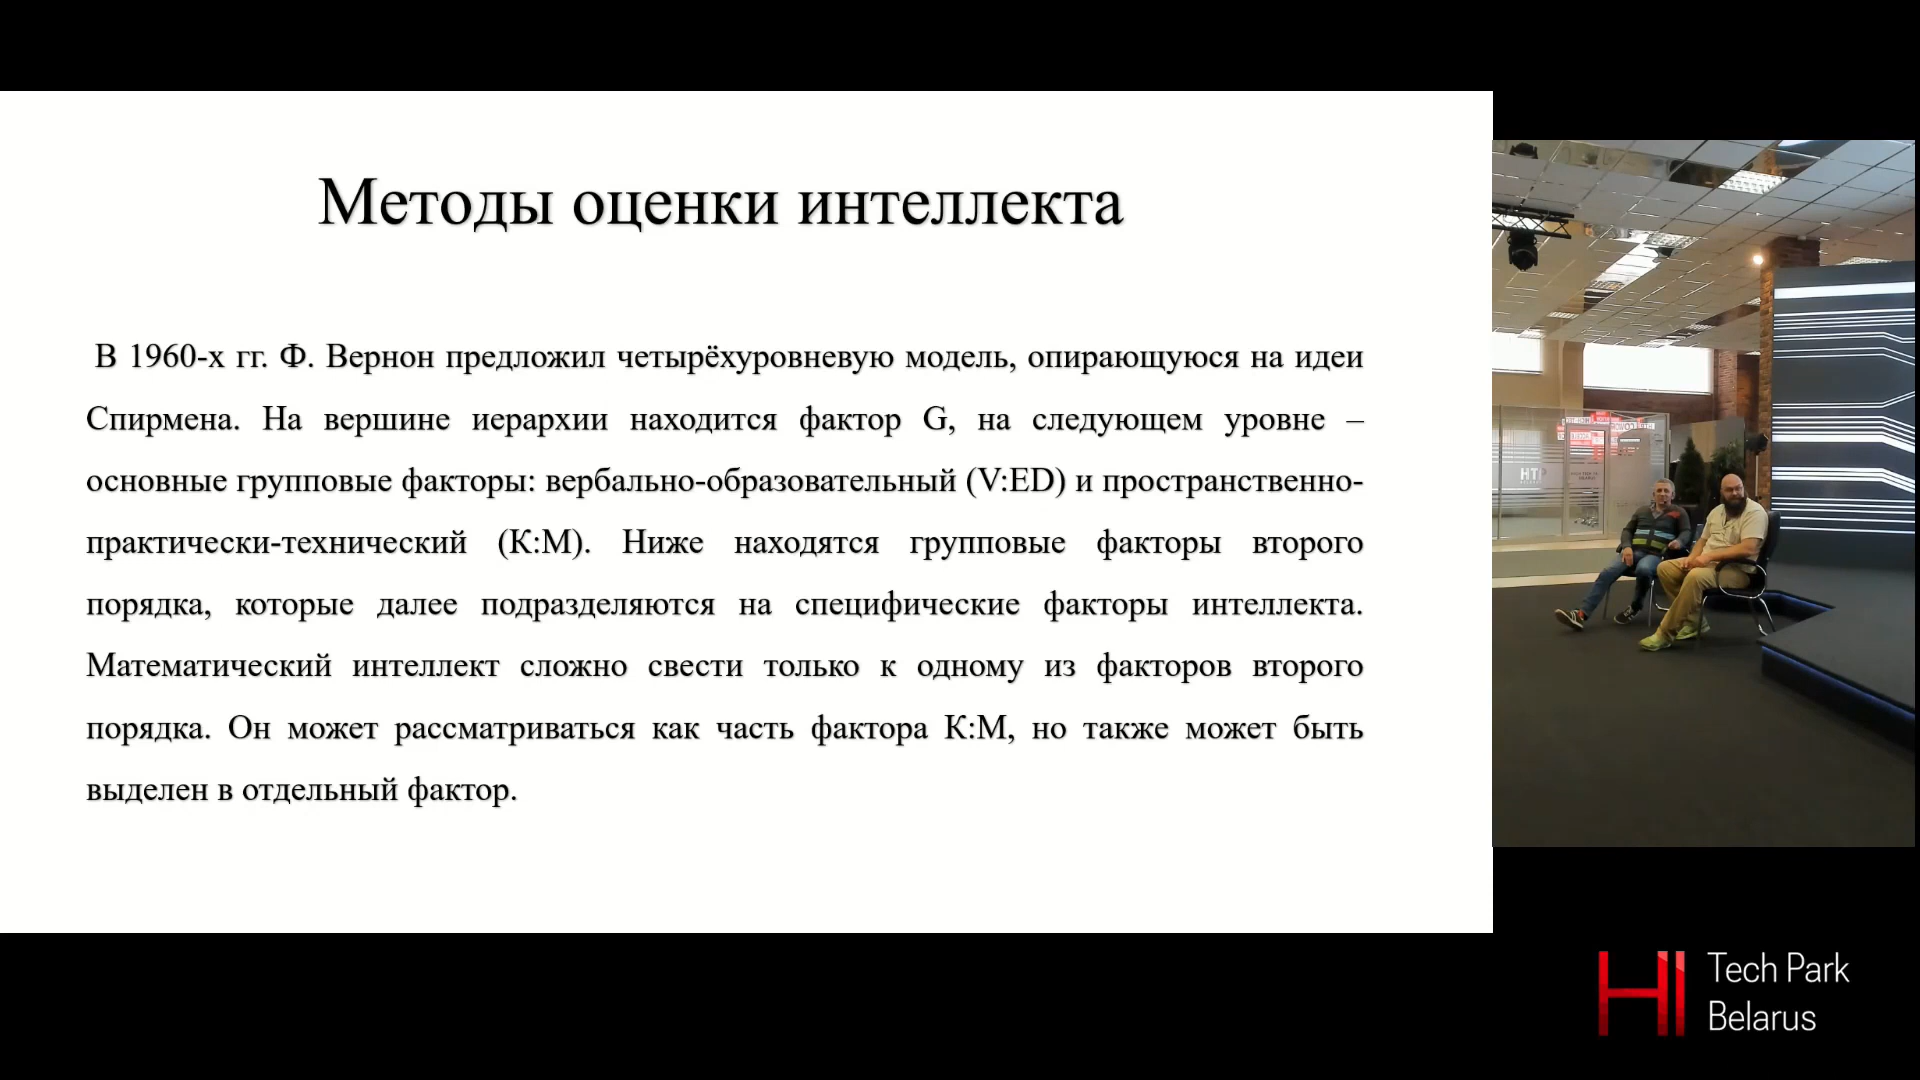 Методы оценки интеллекта
В 1960-х гг. Ф. Вернон предложил четырёхуровневую модель, опирающуюся на идеи
Спирмена. На вершине иерархии находится фактор G, на следующем уровне –
основные групповые факторы: вербально-образовательный (V:ED) и пространственно-
практически-технический (К:М). Ниже находятся групповые факторы второго
порядка, которые далее подразделяются на специфические факторы интеллекта.
Математический интеллект сложно свести только к одному из факторов второго
порядка. Он может рассматриваться как часть фактора К:М, но также может быть
выделен в отдельный фактор.
HTP
Tech Park
Belarus